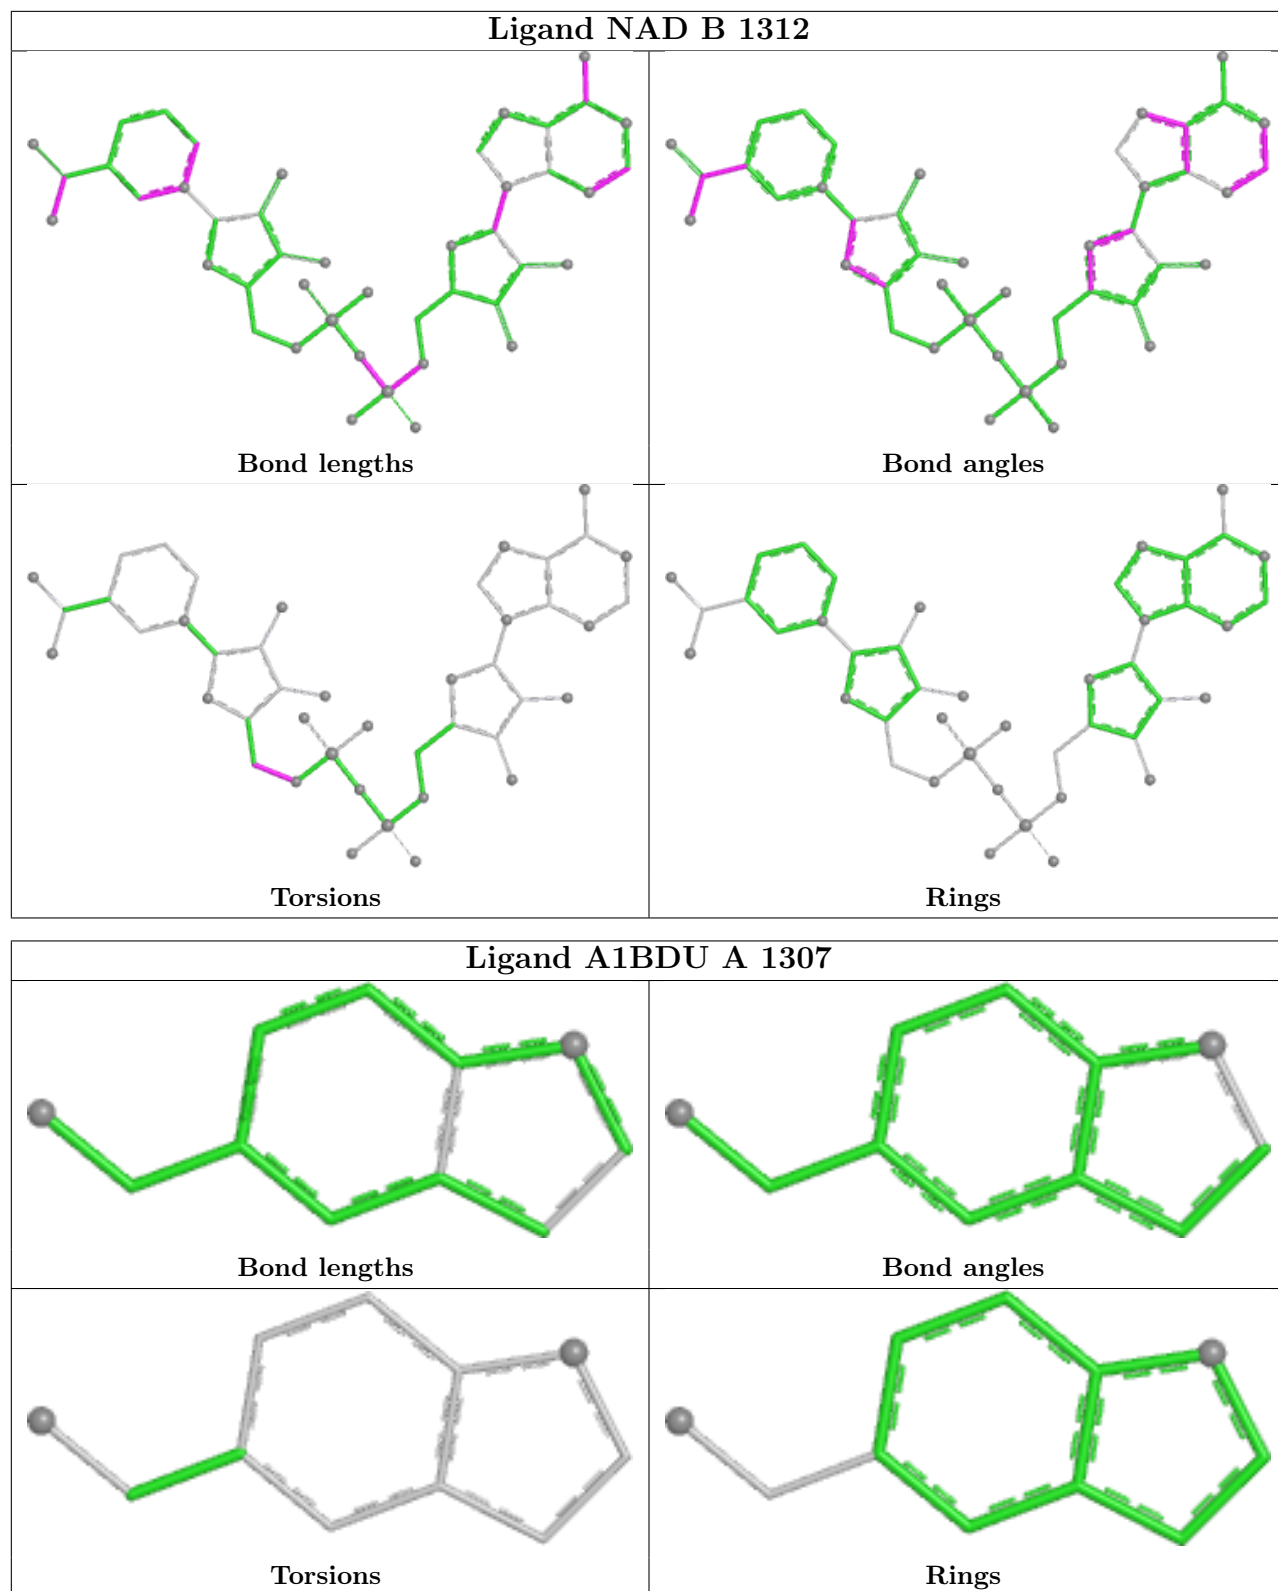 Ligand NAD B 1312
Bond lengths
Bond angles
Torsions
Rings
Ligand A1BDU A 1307
Bond lengths
Bond angles
Torsions
Rings